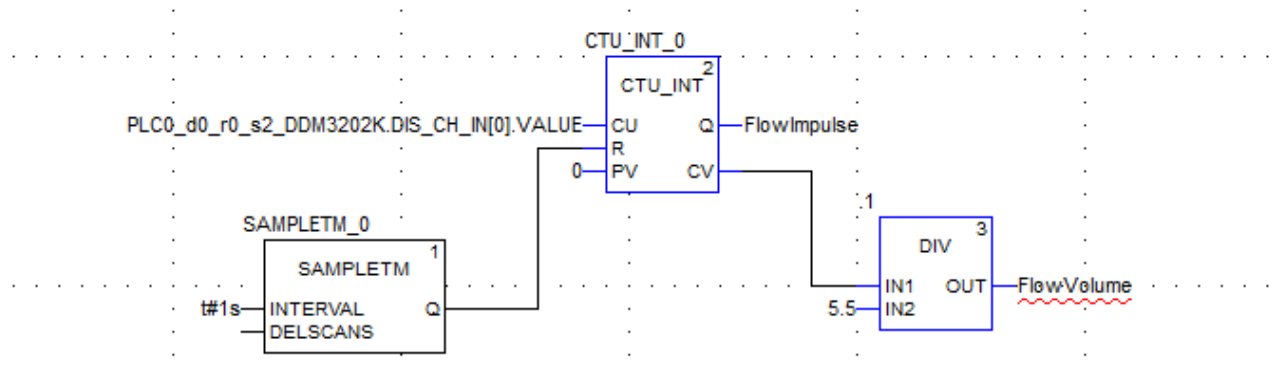 CTU_INT_0
2
CTU_INT
PLC0_d0_r0_s2_DDM3202K.DIS_CH_IN[0].VALUE CU Q FlowImpulse
R
0 PV CV
.1
SAMPLETM_0
3
DIV
1
SAMPLETM
IN1 OUT FlowVolume
t#1s INTERVAL Q
5.5 IN2
DELSCANS